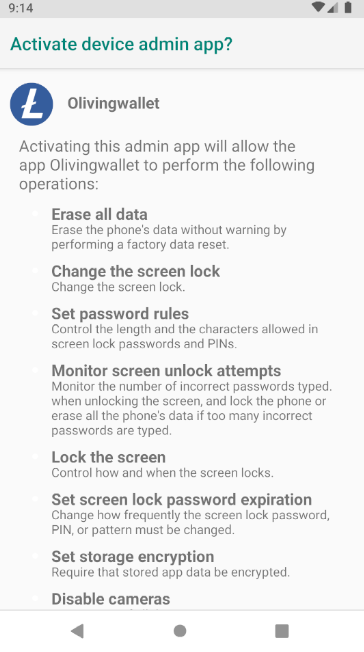 9:14
Activate device admin app?
Olivingwallet
Activating this admin app will allow the
app Olivingwallet to perform the following
operations:
Erase all data
Erase the phone's data without warning by
performing a factory data reset.
Change the screen lock
Change the screen lock.
Set password rules
Control the length and the characters allowed in
screen lock passwords and PINs.
Monitor screen unlock attempts
Monitor the number of incorrect passwords typed.
when unlocking the screen, and lock the phone or
erase all the phone's data if too many incorrect
passwords are typed.
Lock the screen
Control how and when the screen locks.
Set screen lock password expiration
Change how frequently the screen lock password,
PIN, or pattern must be changed.
Set storage encryption
Require that stored app data be encrypted.
Disable cameras